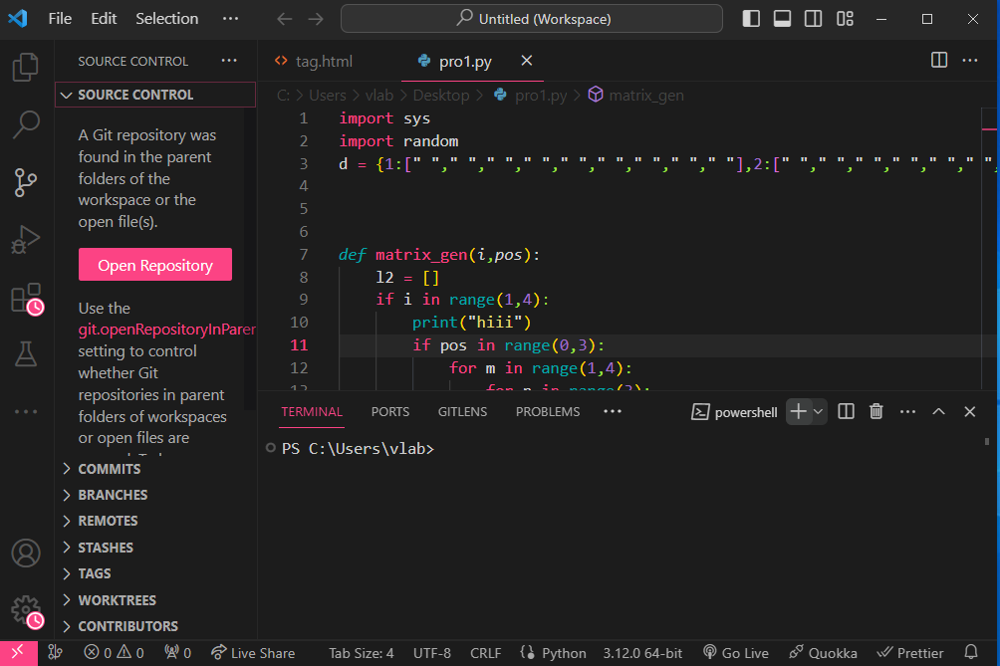 File Edit Selection ···
Untitled (Workspace)
SOURCE CONTROL ···
SOURCE CONTROL
A Git repository was
found in the parent
folders of the
workspace or the
open file(s).
Open Repository
Use the
git.openRepositoryInParen
setting to control
whether Git
repositories in parent
folders of workspaces
or open files are
COMMITS
BRANCHES
REMOTES
STASHES
TAGS
WORKTREES
CONTRIBUTORS
tag.html
pro1.py
C: > Users > vlab > Desktop > pro1.py > matrix_gen
1 import sys
2 import random
3 d = {1:[" "," "," "," "," "," "," "," "," "],2:[" "," "," "," "," "," ",
4
5
6
7 def matrix_gen(i,pos):
8 l2 = []
9 if i in range(1,4):
10 print("hiii")
11 if pos in range(0,3):
12 for m in range(1,4):
13 for n in range(3):
TERMINAL PORTS GITLENS PROBLEMS ···
powershell
PS C:\Users\vlab>
0 0 0 Live Share Tab Size: 4 UTF-8 CRLF Python 3.12.0 64-bit Go Live Quokka Prettier